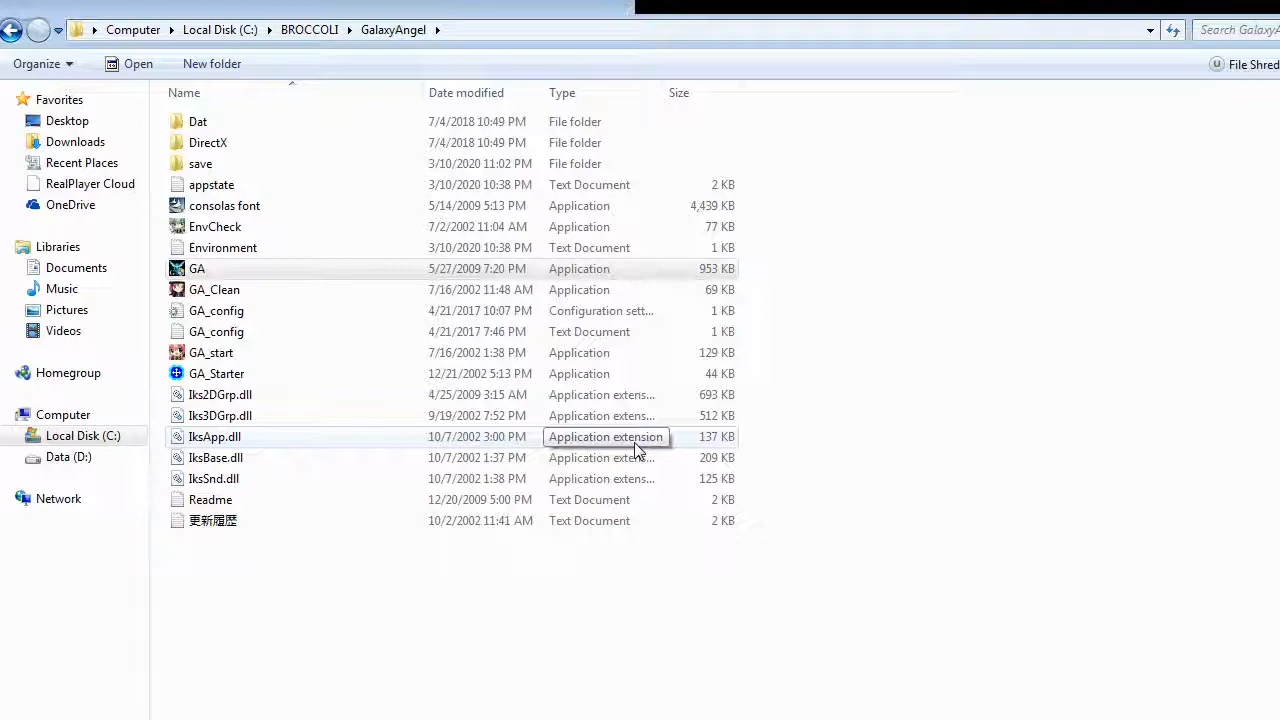 Computer Local Disk (C:) BROCCOLI GalaxyAngel Search GalaxyA
Organize Open New folder File Shred
Favorites
Desktop
Downloads
Recent Places
RealPlayer Cloud
OneDrive
Libraries
Documents
Music
Pictures
Videos
Homegroup
Computer
Local Disk (C:)
Data (D:)
Network
Name Date modified Type Size
Dat 7/4/2018 10:49 PM File folder
DirectX 7/4/2018 10:49 PM File folder
save 3/10/2020 11:02 PM File folder
appstate 3/10/2020 10:38 PM Text Document 2 KB
consolas font 5/14/2009 5:13 PM Application 4,439 KB
EnvCheck 7/2/2002 11:04 AM Application 77 KB
Environment 3/10/2020 10:38 PM Text Document 1 KB
GA 5/27/2009 7:20 PM Application 953 KB
GA_Clean 7/16/2002 11:48 AM Application 69 KB
GA_config 4/21/2017 10:07 PM Configuration sett... 1 KB
GA_config 4/21/2017 7:46 PM Text Document 1 KB
GA_start 7/16/2002 1:38 PM Application 129 KB
GA_Starter 12/21/2002 5:13 PM Application 44 KB
Iks2DGrp.dll 4/25/2009 3:15 AM Application extens... 693 KB
Iks3DGrp.dll 9/19/2002 7:52 PM Application extens... 512 KB
IksApp.dll 10/7/2002 3:00 PM Application extension 137 KB
IksBase.dll 10/7/2002 1:37 PM Application extens... 209 KB
IksSnd.dll 10/7/2002 1:38 PM Application extens... 125 KB
Readme 12/20/2009 5:00 PM Text Document 2 KB
更新履歴 10/2/2002 11:41 AM Text Document 2 KB